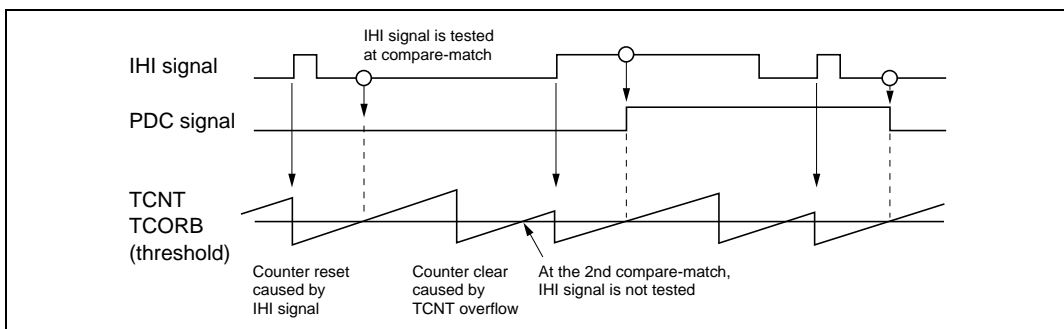 IHI signal is tested
at compare-match
IHI signal
PDC signal
TCNT
TCORB
(threshold)
Counter reset
caused by
IHI signal
Counter clear
caused by
TCNT overflow
At the 2nd compare-match,
IHI signal is not tested